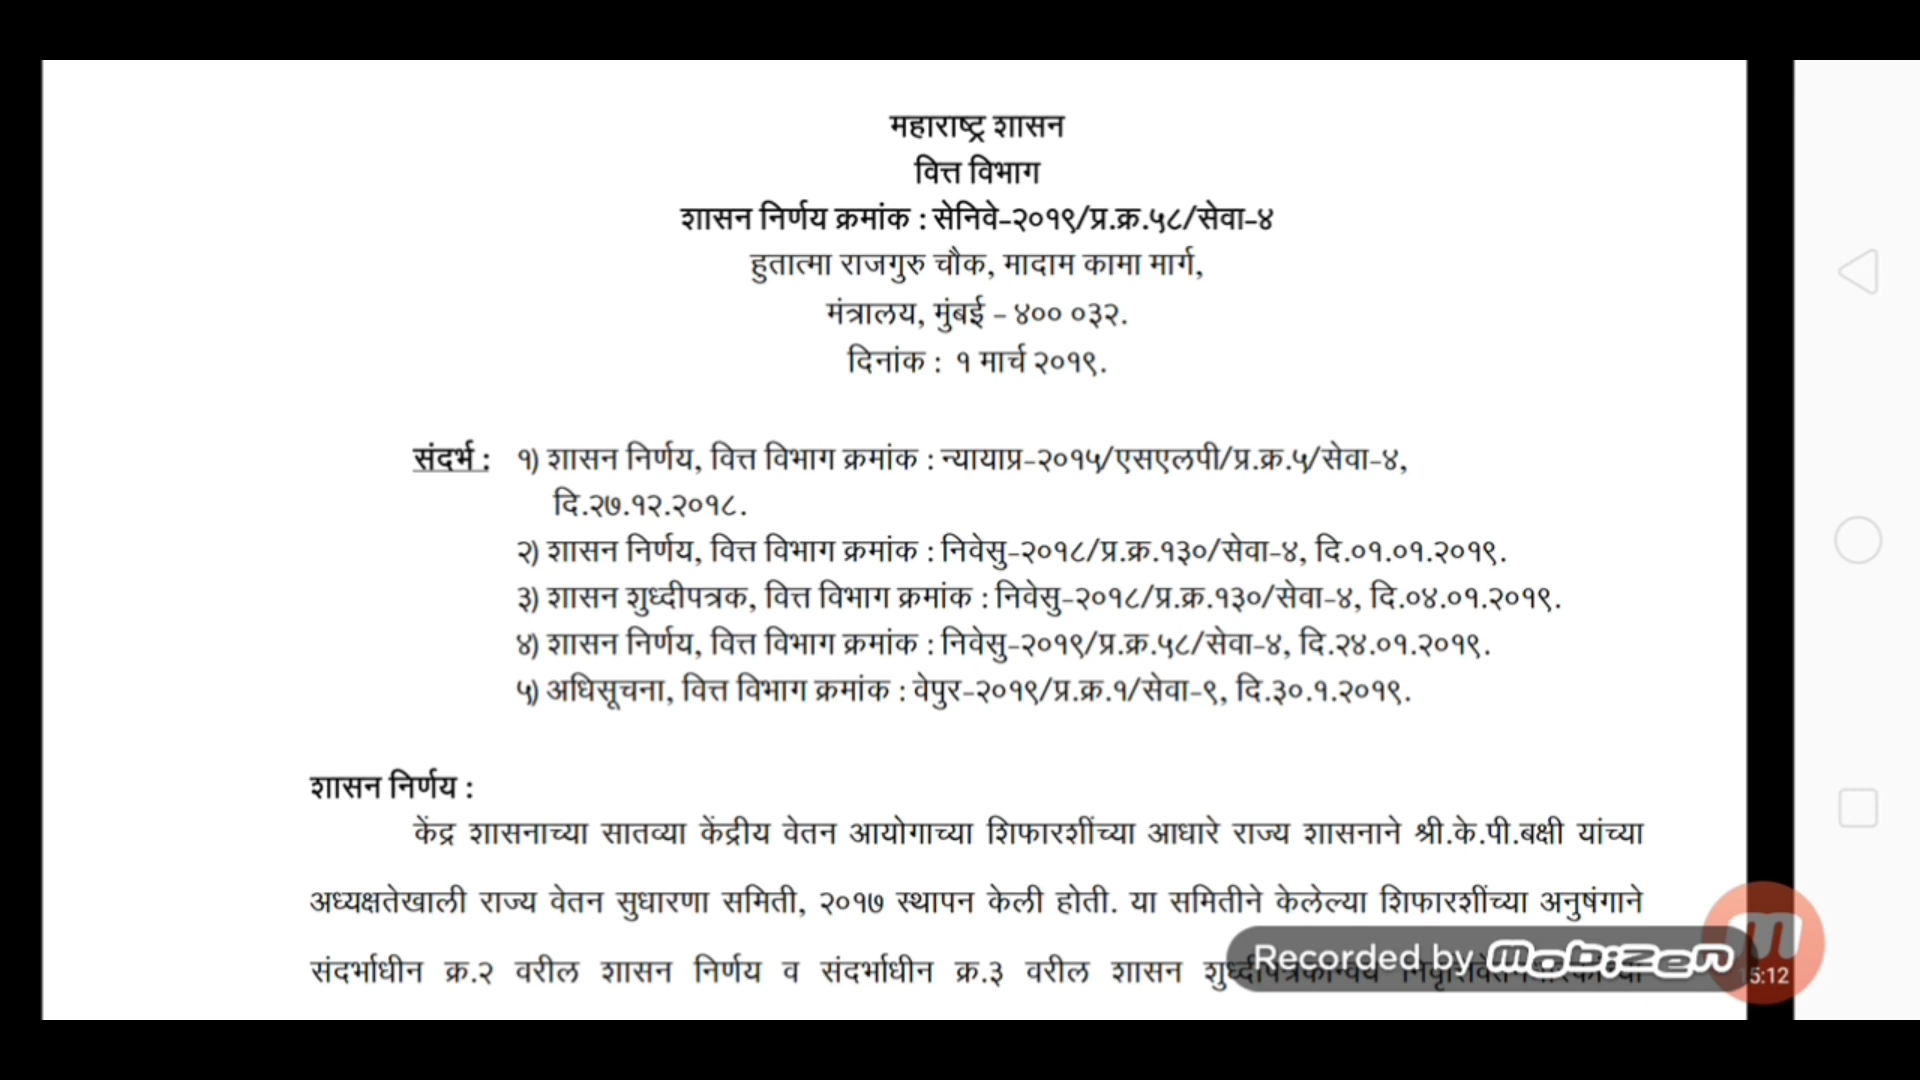 महाराष्ट्र शासन
वित्त विभाग
शासन निर्णय क्रमांक : सेनिवे-२०१९/प्र.क्र.५८/सेवा-४
हुतात्मा राजगुरु चौक, मादाम कामा मार्ग,
मंत्रालय, मुंबई - ४०० ०३२.
दिनांक : १ मार्च २०१९.
संदर्भ : १) शासन निर्णय, वित्त विभाग क्रमांक : न्यायाप्र-२०१५/एसएलपी/प्र.क्र.५/सेवा-४,
दि.२७.१२.२०१८.
२) शासन निर्णय, वित्त विभाग क्रमांक : निवेसु-२०१८/प्र.क्र.१३०/सेवा-४, दि.०१.०१.२०१९.
३) शासन शुध्दीपत्रक, वित्त विभाग क्रमांक : निवेसु-२०१८/प्र.क्र.१३०/सेवा-४, दि.०४.०१.२०१९.
४) शासन निर्णय, वित्त विभाग क्रमांक : निवेसु-२०१९/प्र.क्र.५८/सेवा-४, दि.२४.०१.२०१९.
५) अधिसूचना, वित्त विभाग क्रमांक : वेपुर-२०१९/प्र.क्र.१/सेवा-९, दि.३०.१.२०१९.
शासन निर्णय :
केंद्र शासनाच्या सातव्या केंद्रीय वेतन आयोगाच्या शिफारशींच्या आधारे राज्य शासनाने श्री.के.पी.बक्षी यांच्या
अध्यक्षतेखाली राज्य वेतन सुधारणा समिती, २०१७ स्थापन केली होती. या समितीने केलेल्या शिफारशींच्या अनुषंगाने
संदर्भाधीन क्र.२ वरील शासन निर्णय व संदर्भाधीन क्र.३ वरील शासन
Recorded by mobizen
5:12